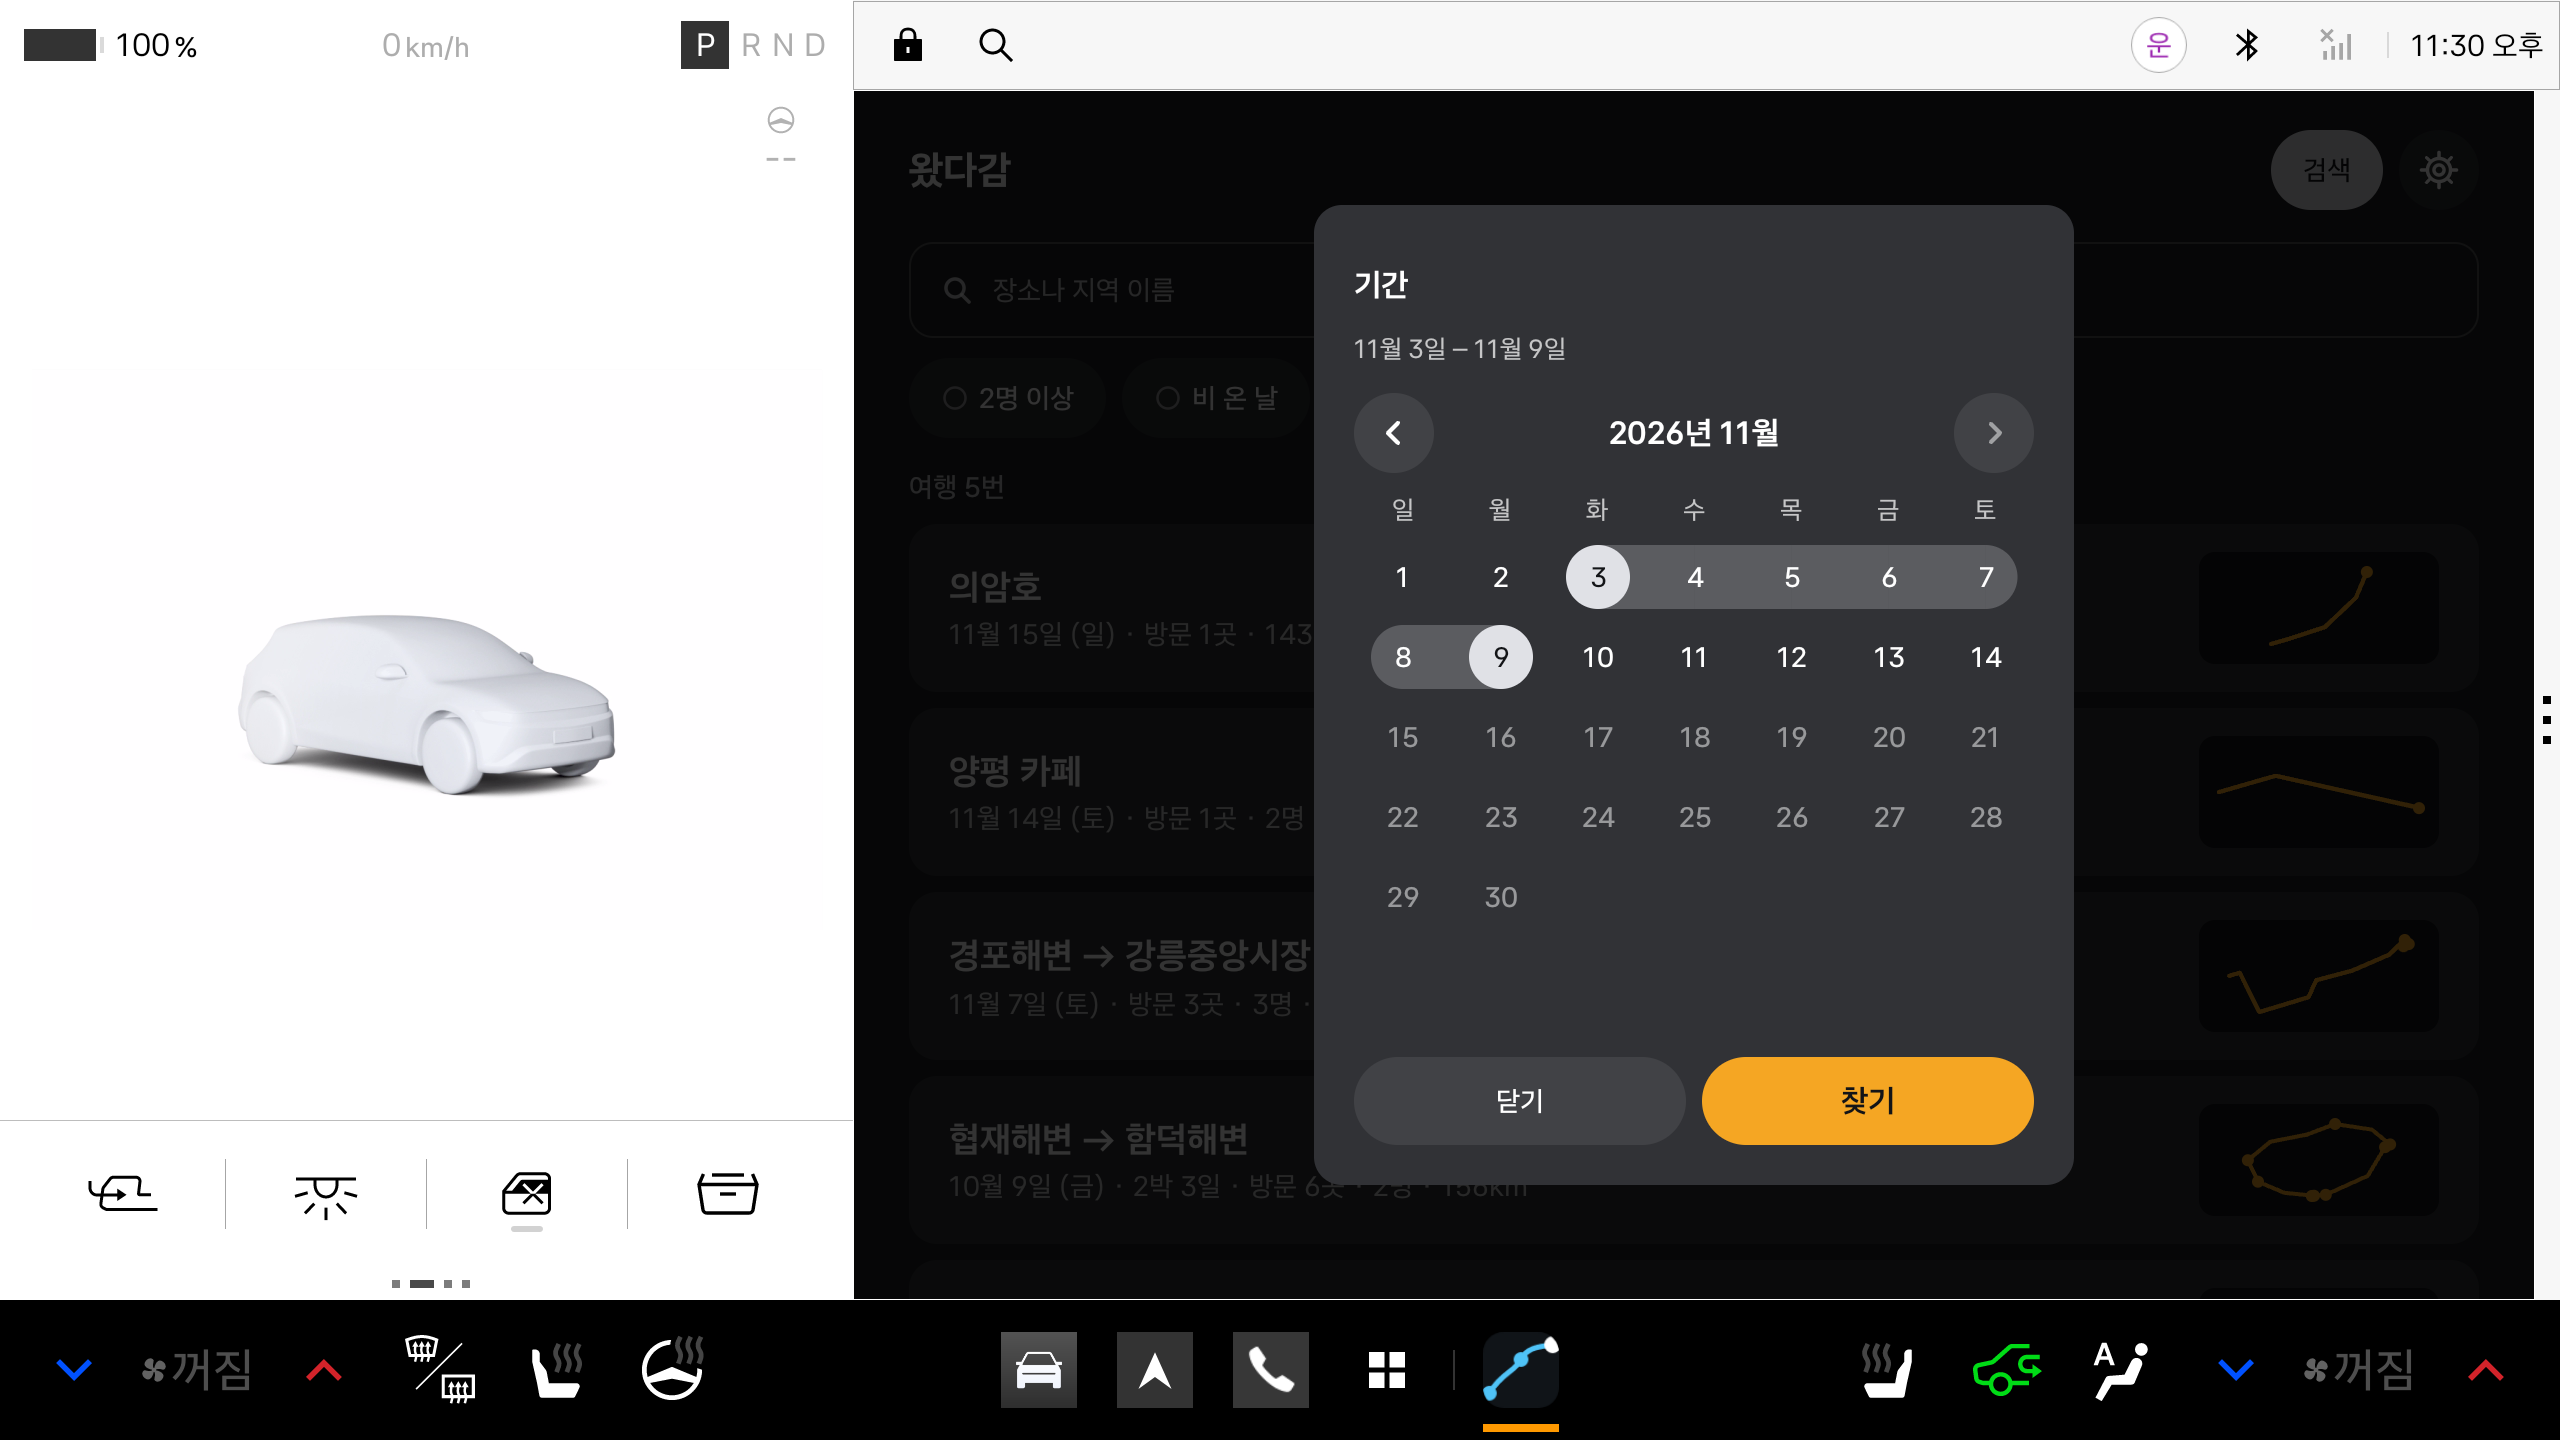 100%
0 km/h
P R N D
운
11:30 오후
왔다감
검색
장소나 지역 이름
2명 이상
비 온 날
여행 5번
의암호
11월 15일 (일) · 방문 1곳 · 143
양평 카페
11월 14일 (토) · 방문 1곳 · 2명
경포해변 → 강릉중앙시장
11월 7일 (토) · 방문 3곳 · 3명 ·
협재해변 → 함덕해변
10월 9일 (금) · 2박 3일 · 방문 6곳 · 2명 · 156km
기간
11월 3일 – 11월 9일
2026년 11월
일 월 화 수 목 금 토
1 2 3 4 5 6 7
8 9 10 11 12 13 14
15 16 17 18 19 20 21
22 23 24 25 26 27 28
29 30
닫기
찾기
꺼짐
A
꺼짐